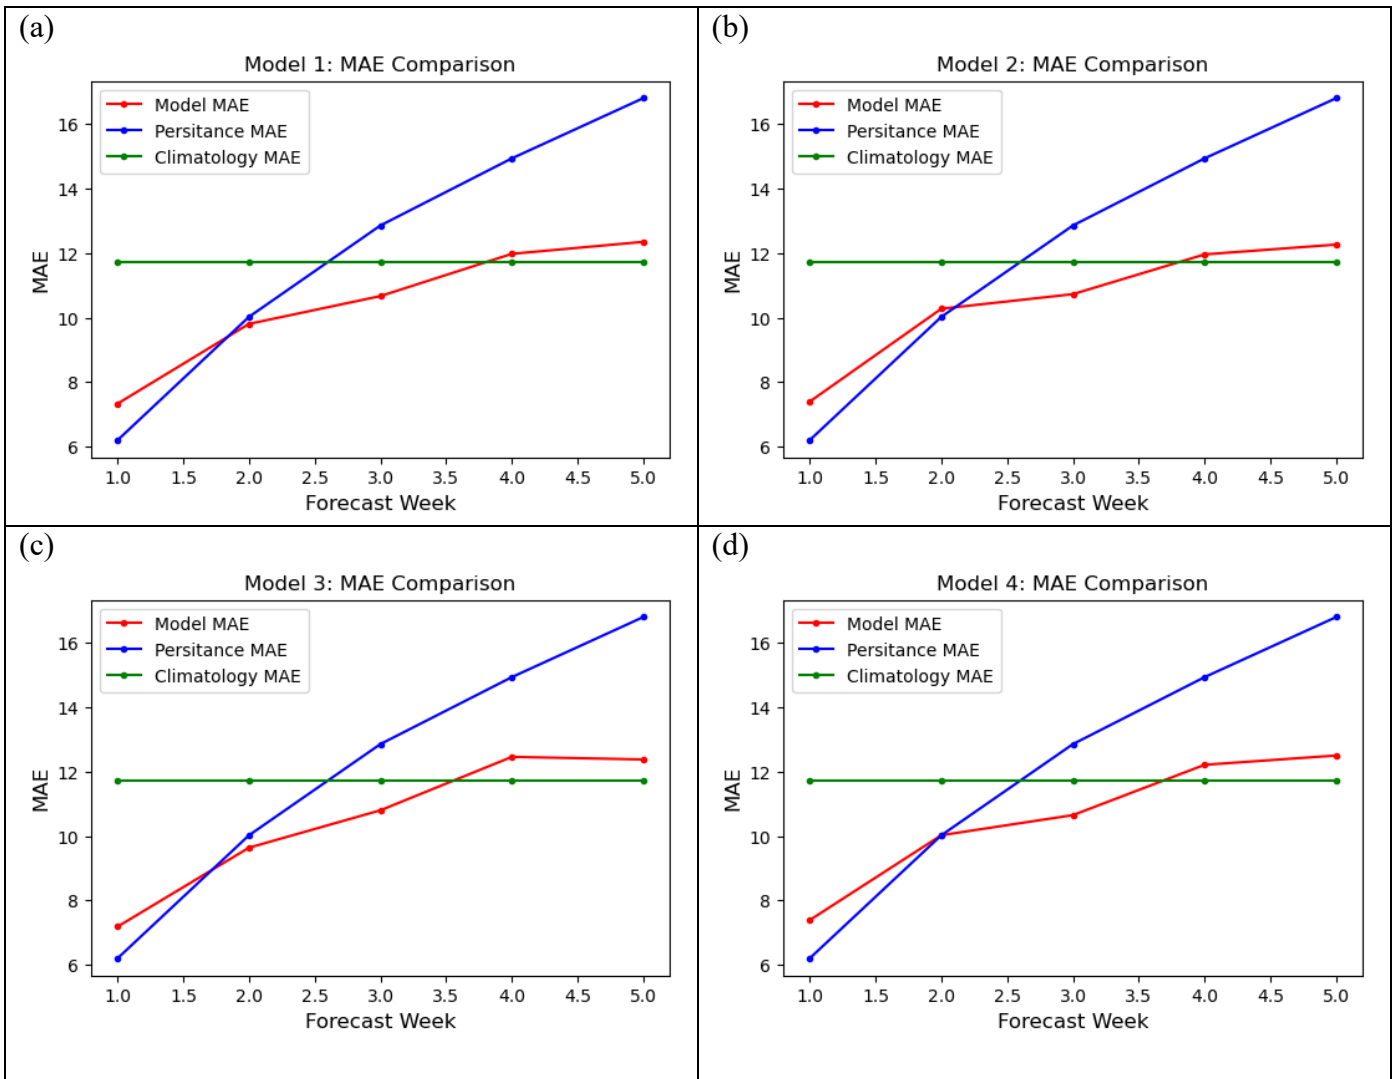 (a)
Model 1: MAE Comparison
Model MAE
Persitance MAE
Climatology MAE
MAE
16
14
12
10
8
6
1.0 1.5 2.0 2.5 3.0 3.5 4.0 4.5 5.0
Forecast Week
(b)
Model 2: MAE Comparison
Model MAE
Persitance MAE
Climatology MAE
MAE
16
14
12
10
8
6
1.0 1.5 2.0 2.5 3.0 3.5 4.0 4.5 5.0
Forecast Week
(c)
Model 3: MAE Comparison
Model MAE
Persitance MAE
Climatology MAE
MAE
16
14
12
10
8
6
1.0 1.5 2.0 2.5 3.0 3.5 4.0 4.5 5.0
Forecast Week
(d)
Model 4: MAE Comparison
Model MAE
Persitance MAE
Climatology MAE
MAE
16
14
12
10
8
6
1.0 1.5 2.0 2.5 3.0 3.5 4.0 4.5 5.0
Forecast Week